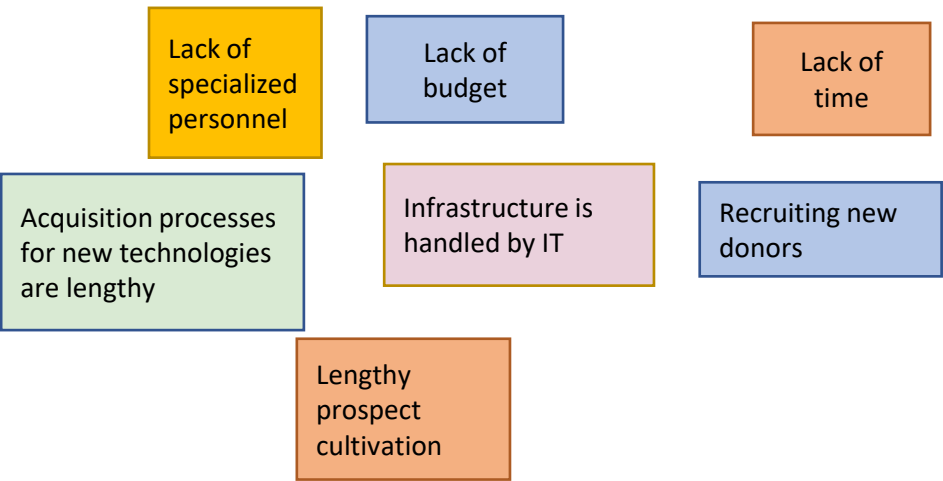 Lack of
specialized
personnel
Lack of
budget
Lack of
time
Acquisition processes
for new technologies
are lengthy
Infrastructure is
handled by IT
Recruiting new
donors
Lengthy
prospect
cultivation